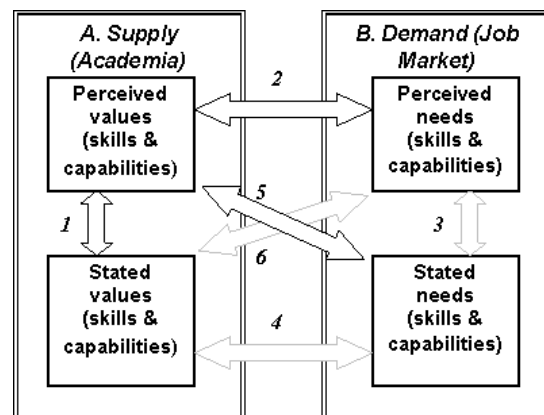 A. Supply
(Academia)
Perceived
values
(skills &
capabilities)
1
Stated
values
(skills &
capabilities)
2
5
6
4
B. Demand (Job
Market)
Perceived
needs
(skills &
capabilities)
3
Stated
needs
(skills &
capabilities)